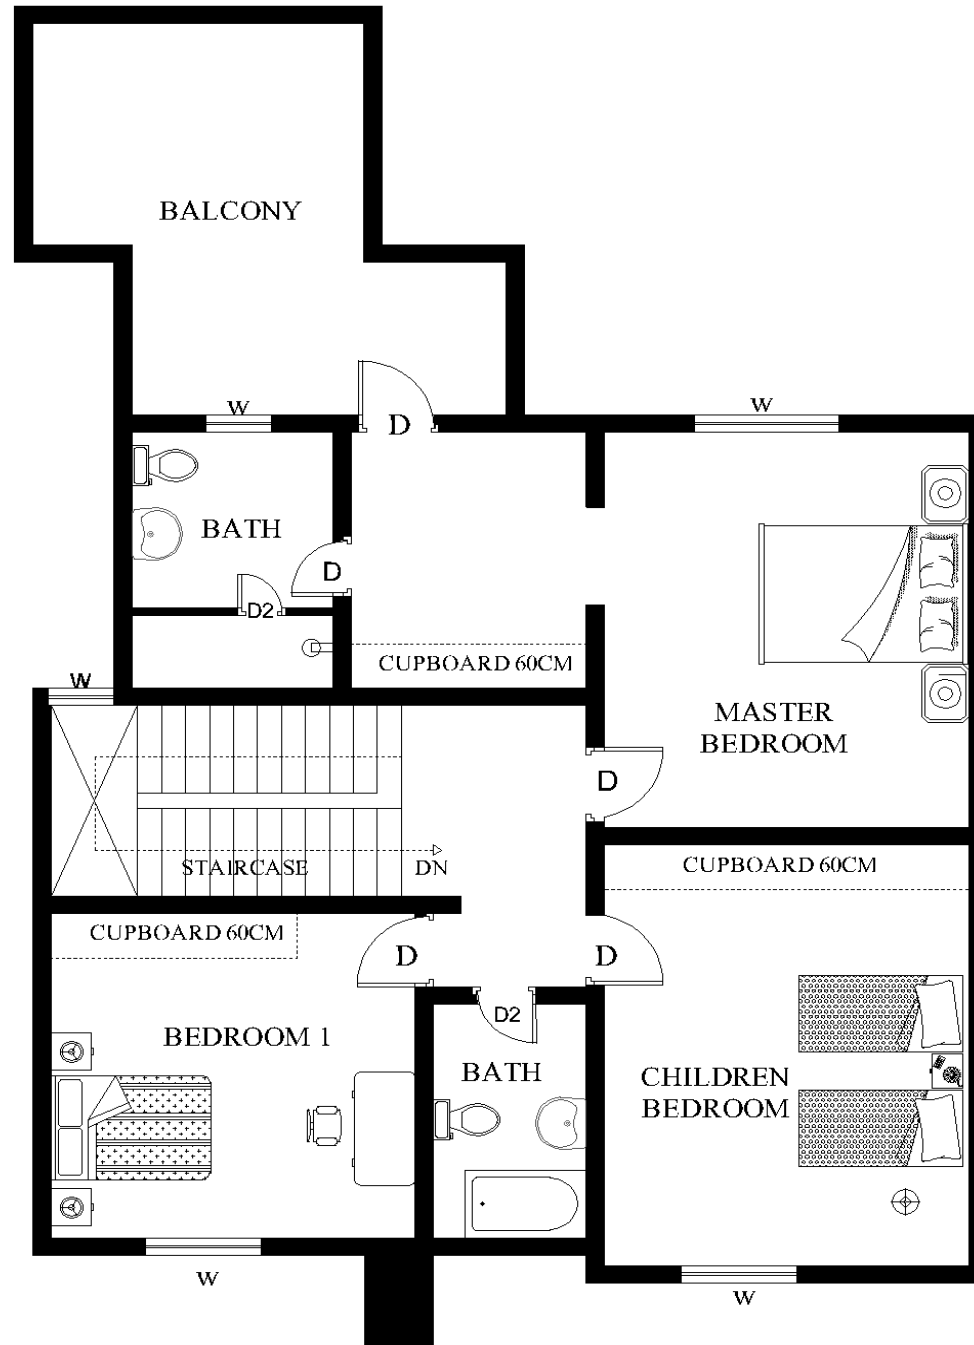 BALCONY
W
D
W
BATH
D
D2
CUPBOARD 60CM
W
MASTER
BEDROOM
D
STAIRCASE
DN
CUPBOARD 60CM
CUPBOARD 60CM
D
D
D2
BEDROOM 1
BATH
CHILDREN
BEDROOM
W
W